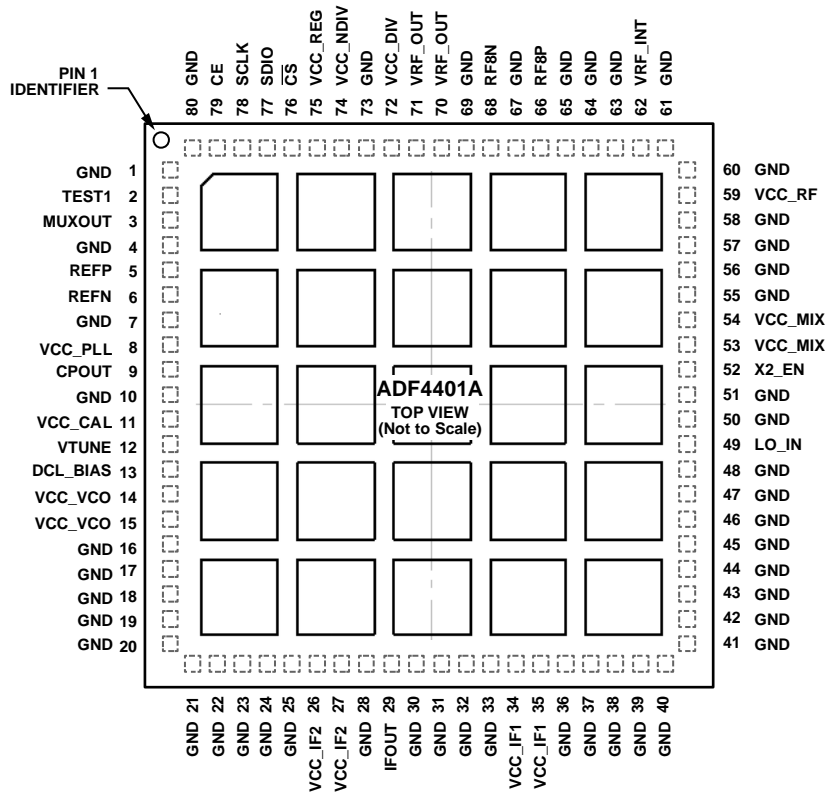 80 GND
79 CE
78 SCLK
77 SDIO
76 CS
75 VCC_REG
74 VCC_NDIV
73 GND
72 VCC_DIV
71 VRF_OUT
70 VRF_OUT
69 GND
68 RF8N
67 GND
66 RF8P
65 GND
64 GND
63 GND
62 VRF_INT
61 GND
PIN 1
IDENTIFIER
GND 1
TEST1 2
MUXOUT 3
GND 4
REFP 5
REFN 6
GND 7
VCC_PLL 8
CPOUT 9
GND 10
VCC_CAL 11
VTUNE 12
DCL_BIAS 13
VCC_VCO 14
VCC_VCO 15
GND 16
GND 17
GND 18
GND 19
GND 20
ADF4401A
TOP VIEW
(Not to Scale)
60 GND
59 VCC_RF
58 GND
57 GND
56 GND
55 GND
54 VCC_MIX
53 VCC_MIX
52 X2_EN
51 GND
50 GND
49 LO_IN
48 GND
47 GND
46 GND
45 GND
44 GND
43 GND
42 GND
41 GND
GND 21
GND 22
GND 23
GND 24
GND 25
VCC_IF2 26
VCC_IF2 27
GND 28
IFOUT 29
GND 30
GND 31
GND 32
GND 33
VCC_IF1 34
VCC_IF1 35
GND 36
GND 37
GND 38
GND 39
GND 40